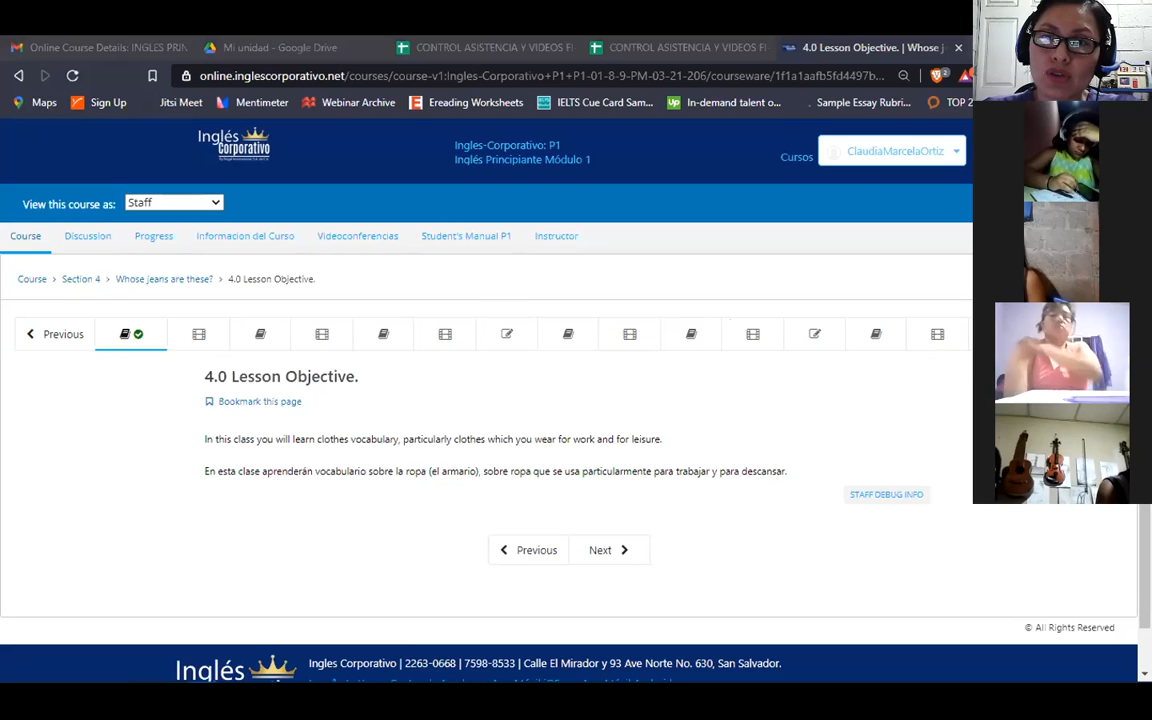 Online Course Details: INGLES PRIN
Mi unidad - Google Drive
CONTROL ASISTENCIA Y VIDEOS F
CONTROL ASISTENCIA Y VIDEOS F
4.0 Lesson Objective. | Whose j
online.inglescorporativo.net/courses/course-v1:Ingles-Corporativo+P1+P1-01-8-9-PM-03-21-206/courseware/1f1a1aafb5fd4497b...
2
Maps
Sign Up
Jitsi Meet
Mentimeter
Webinar Archive
Ereading Worksheets
IELTS Cue Card Sam...
In-demand talent o...
Sample Essay Rubri...
TOP 2
Inglés
Corporativo
Ingles-Corporativo: P1
Inglés Principiante Módulo 1
Cursos
ClaudiaMarcelaOrtiz
View this course as:
Staff
Course
Discussion
Progress
Informacion del Curso
Videoconferencias
Student's Manual P1
Instructor
Course > Section 4 > Whose jeans are these? > 4.0 Lesson Objective.
Previous
4.0 Lesson Objective.
Bookmark this page
In this class you will learn clothes vocabulary, particularly clothes which you wear for work and for leisure.
En esta clase aprenderán vocabulario sobre la ropa (el armario), sobre ropa que se usa particularmente para trabajar y para descansar.
STAFF DEBUG INFO
Previous
Next
© All Rights Reserved
Inglés
Ingles Corporativo | 2263-0668 | 7598-8533 | Calle El Mirador y 93 Ave Norte No. 630, San Salvador.